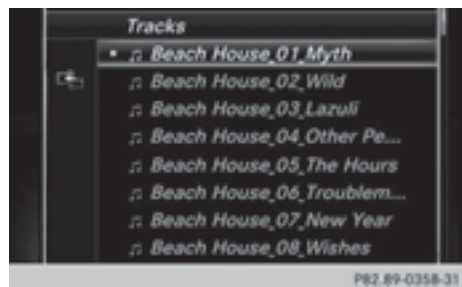 Tracks
Beach House_01_Myth
Beach House_02_Wild
Beach House_03_Lazuli
Beach House_04_Other Pe...
Beach House_05_The Hours
Beach House_06_Troublem...
Beach House_07_New Year
Beach House_08_Wishes
P82.89-0358-31